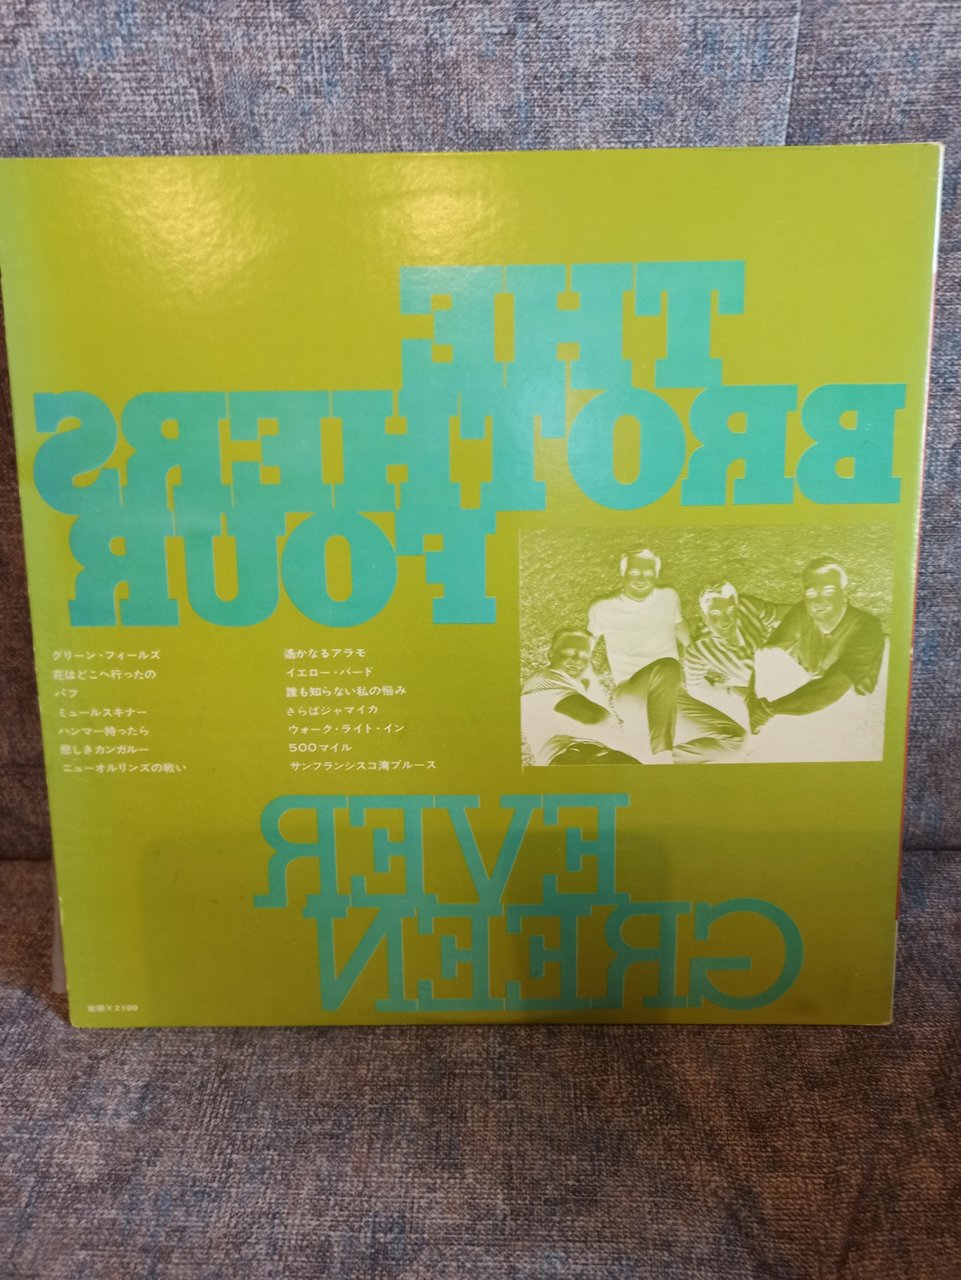 THE
BROTHERS
FOUR
グリーン・フィールズ
花はどこへ行ったの
パフ
ミュールスキナー
ハンマー持ったら
悲しきカンガルー
ニューオルリンズの戦い
遙かなるアラモ
イエロー・バード
誰も知らない私の悩み
さらばジャマイカ
ウォーク・ライト・イン
500マイル
サンフランシスコ湾ブルース
EVER
GREEN
定価¥2100